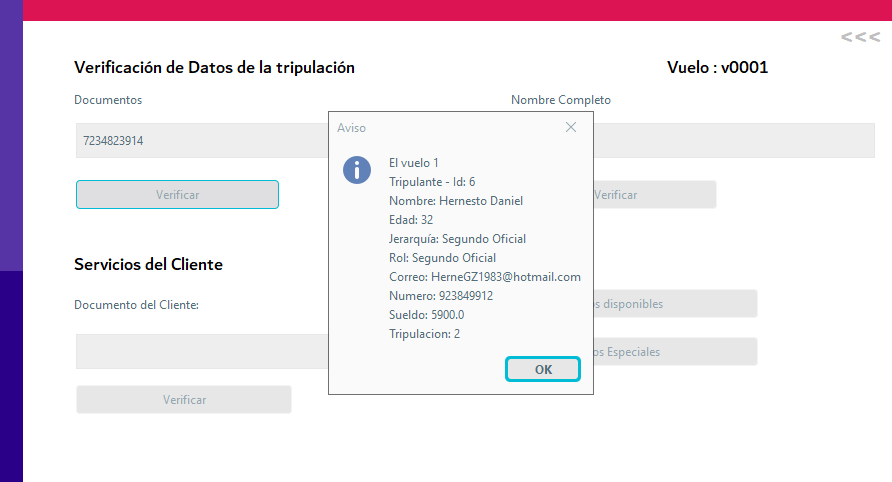 <<<
Verificación de Datos de la tripulación
Vuelo : v0001
Documentos
Nombre Completo
7234823914
Verificar
Verificar
Aviso
El vuelo 1
Tripulante - Id: 6
Nombre: Hernesto Daniel
Edad: 32
Jerarquía: Segundo Oficial
Rol: Segundo Oficial
Correo: HerneGZ1983@hotmail.com
Numero: 923849912
Sueldo: 5900.0
Tripulacion: 2
OK
Servicios del Cliente
Documento del Cliente:
disponibles
Especiales
Verificar